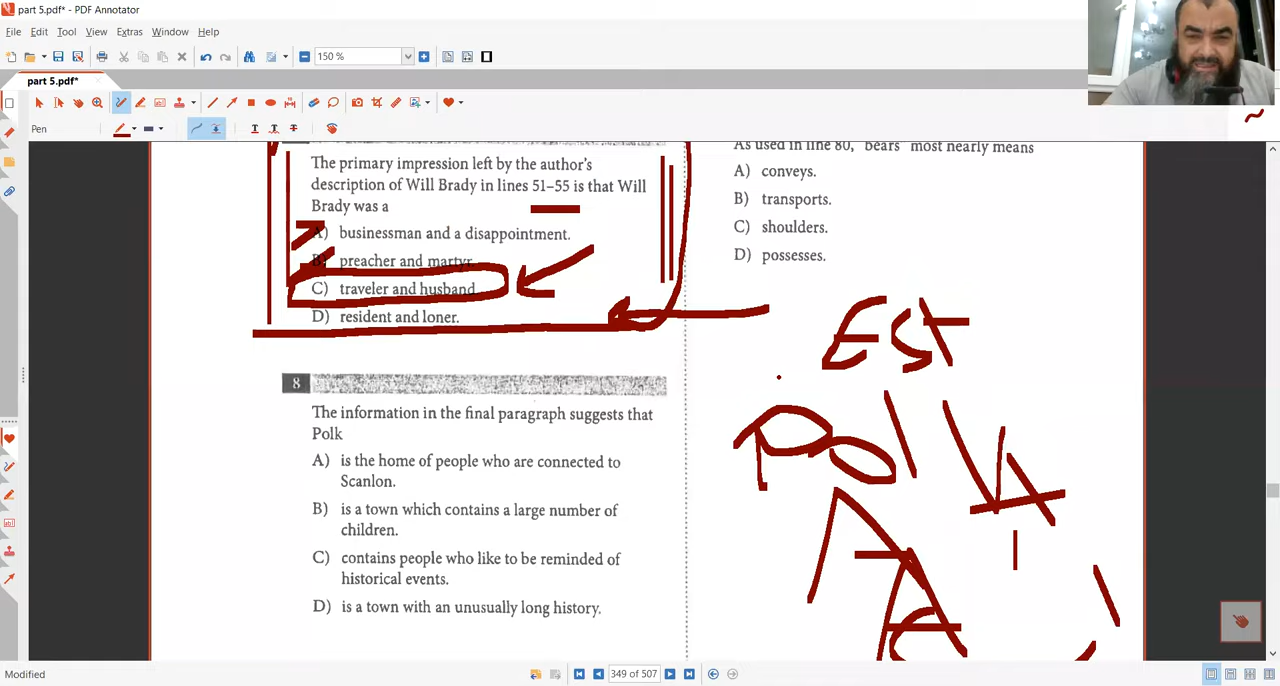 part 5.pdf* - PDF Annotator
File Edit Tool View Extras Window Help
150 %
part 5.pdf*
Pen
The primary impression left by the author's
description of Will Brady in lines 51–55 is that Will
Brady was a
A) businessman and a disappointment.
B) preacher and martyr.
C) traveler and husband.
D) resident and loner.
8
The information in the final paragraph suggests that
Polk
A) is the home of people who are connected to
Scanlon.
B) is a town which contains a large number of
children.
C) contains people who like to be reminded of
historical events.
D) is a town with an unusually long history.
As used in line 80, "bears" most nearly means
A) conveys.
B) transports.
C) shoulders.
D) possesses.
EST
Modified
349 of 507